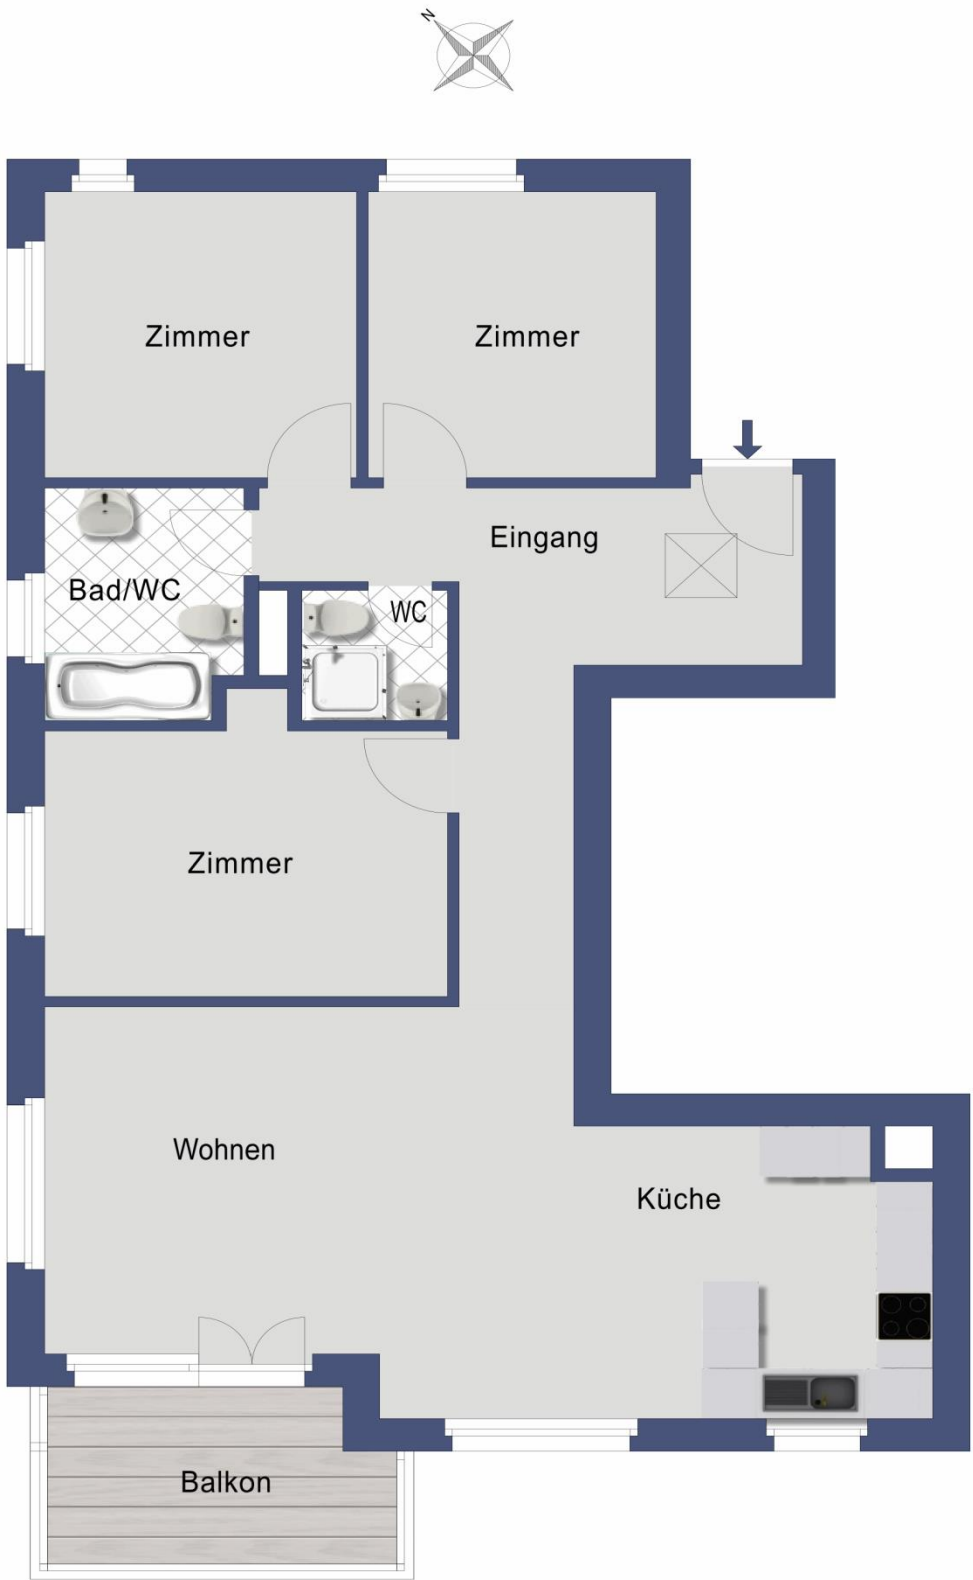 N
Zimmer
Zimmer
Eingang
Bad/WC
WC
Zimmer
Wohnen
Küche
Balkon